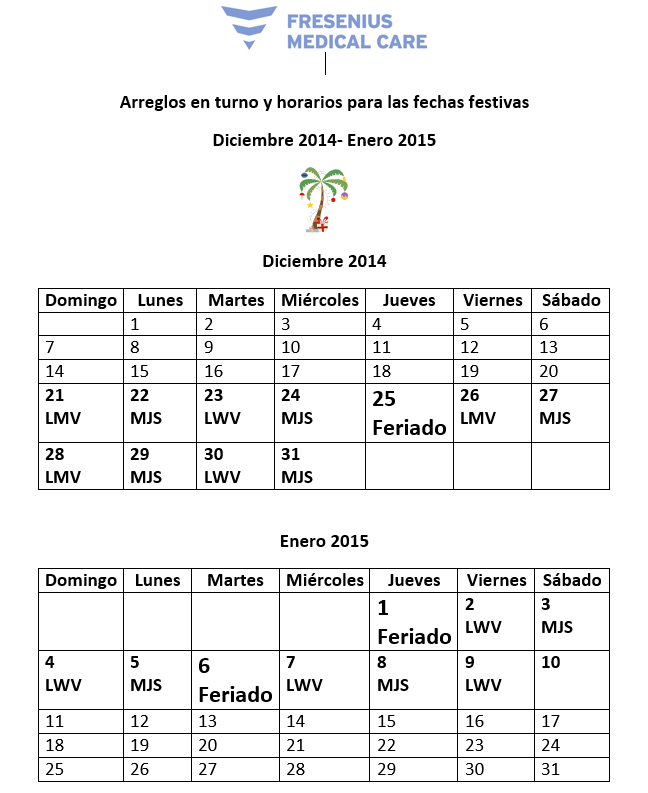 FRESENIUS
MEDICAL CARE
Arreglos en turno y horarios para las fechas festivas
Diciembre 2014- Enero 2015
Diciembre 2014
Domingo Lunes Martes Miércoles Jueves Viernes Sábado
1 2 3 4 5 6
7 8 9 10 11 12 13
14 15 16 17 18 19 20
21 22 23 24 25 26 27
LMV MJS LWV MJS Feriado LMV MJS
28 29 30 31
LMV MJS LWV MJS
Enero 2015
Domingo Lunes Martes Miércoles Jueves Viernes Sábado
1 2 3
Feriado LWV MJS
4 5 6 7 8 9 10
LWV MJS Feriado LWV MJS LWV
11 12 13 14 15 16 17
18 19 20 21 22 23 24
25 26 27 28 29 30 31